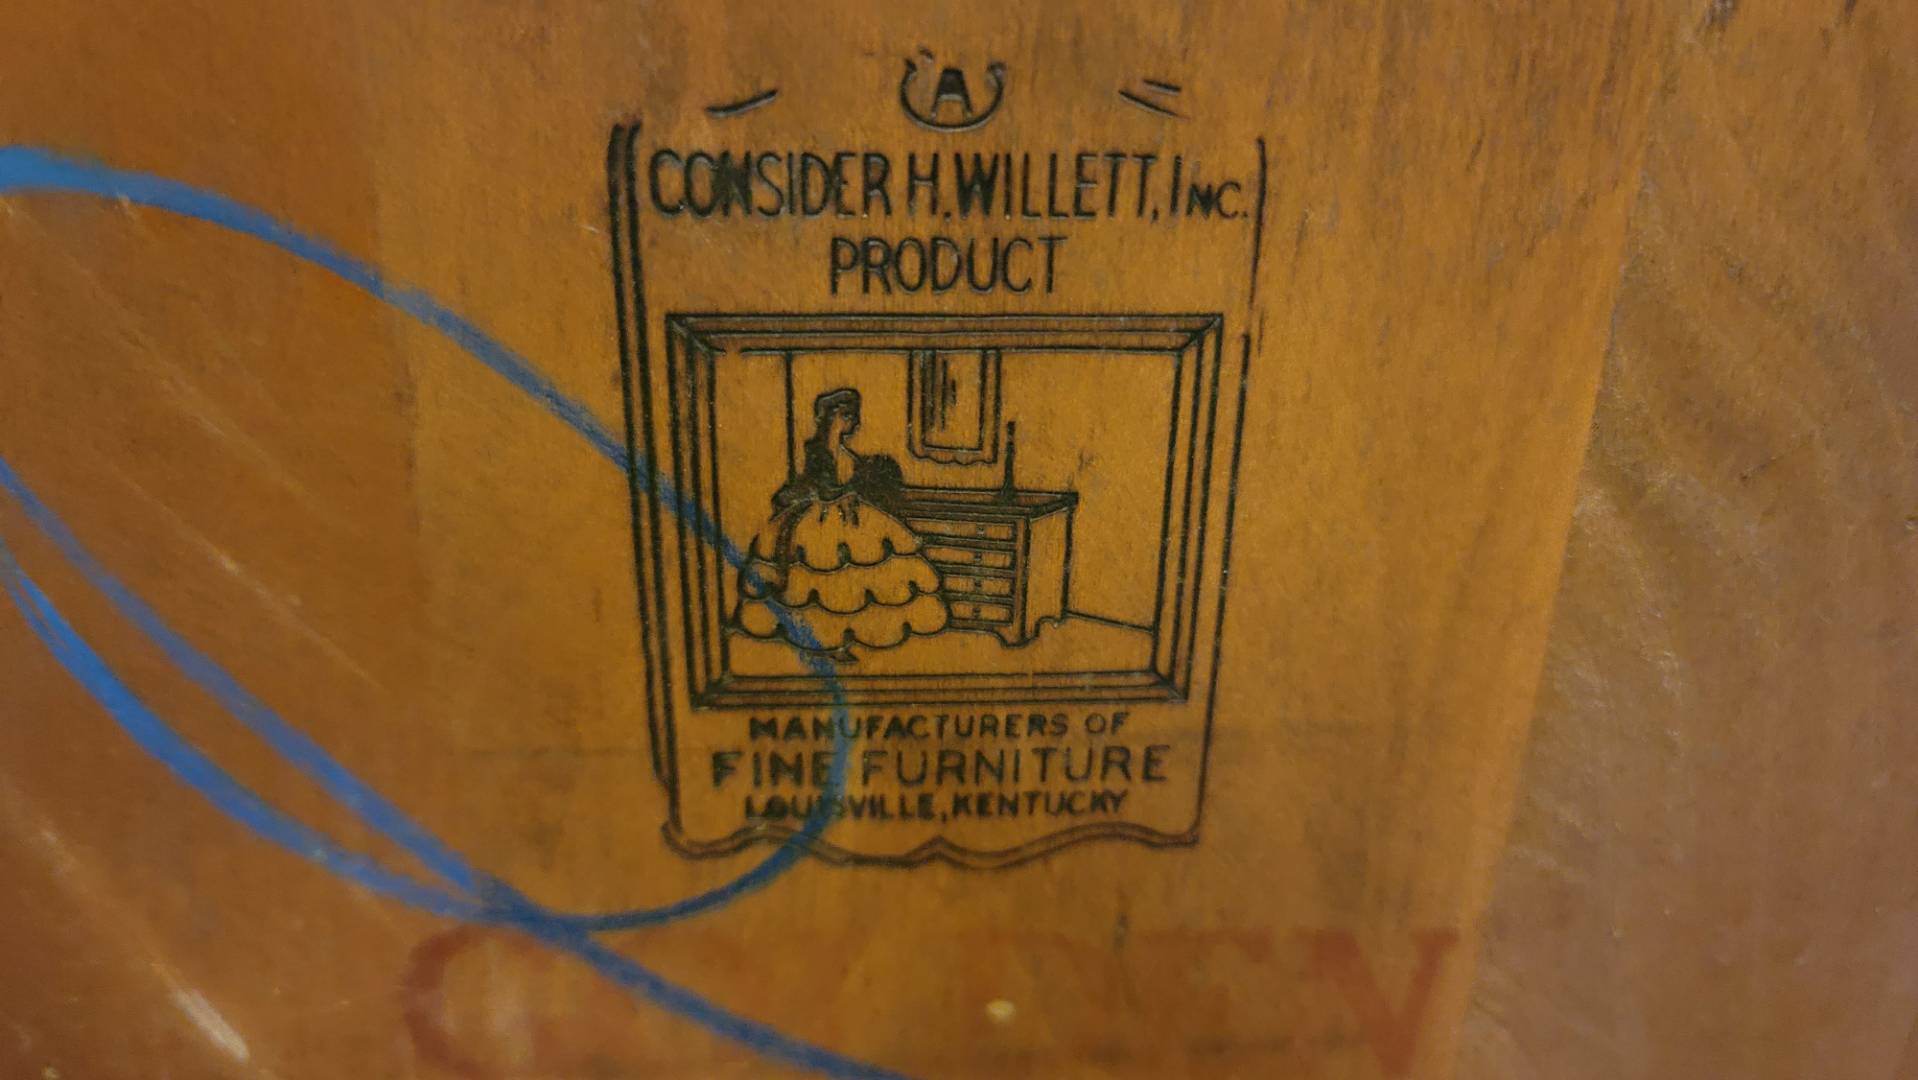 A
CONSIDER H. WILLETT, INC.
PRODUCT
MANUFACTURERS OF
FINE FURNITURE
LOUISVILLE, KENTUCKY